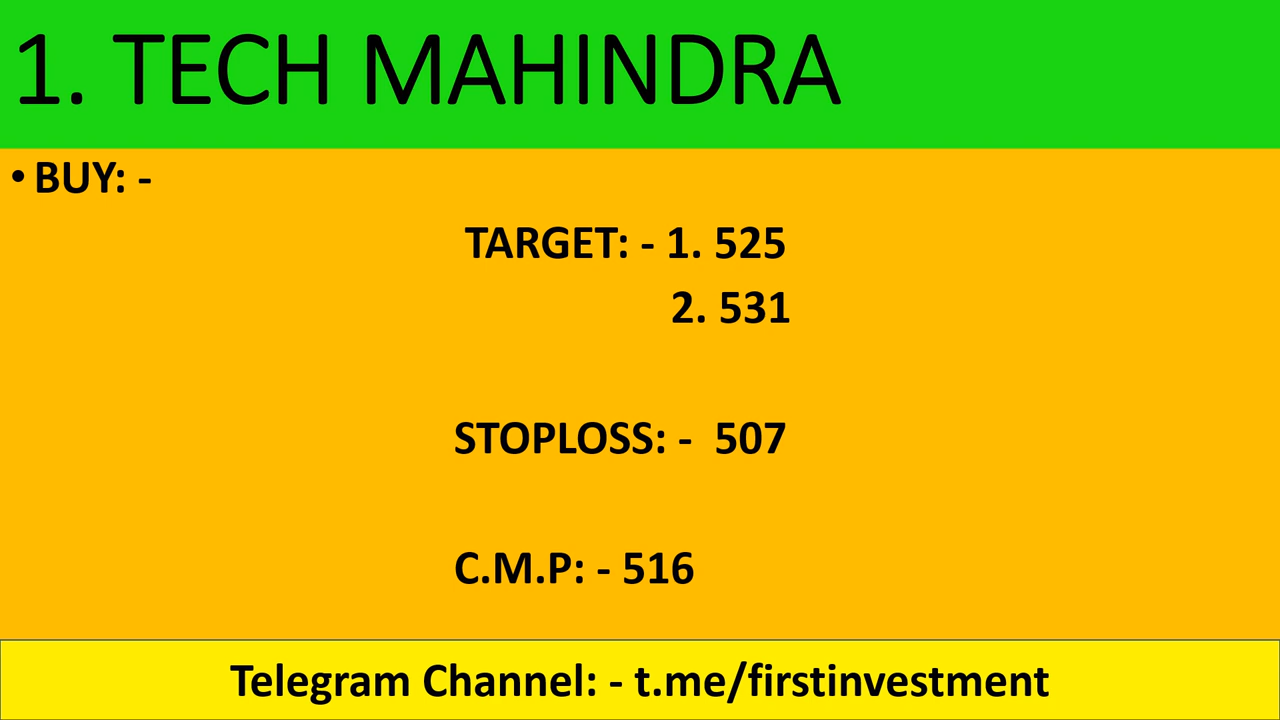 1. TECH MAHINDRA
• BUY: -
TARGET: - 1. 525
2. 531
STOPLOSS: - 507
C.M.P: - 516
Telegram Channel: - t.me/firstinvestment